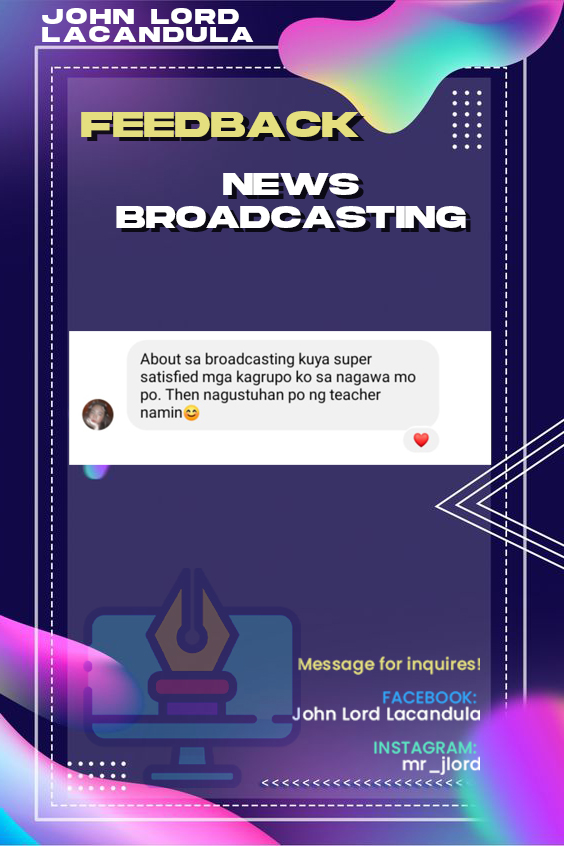 JOHN LORD
LACANDULA
FEEDBACK
NEWS
BROADCASTING
About sa broadcasting kuya super
satisfied mga kagrupo ko sa nagawa mo
po. Then nagustuhan po ng teacher
namin😊
Message for inquires!
FACEBOOK:
John Lord Lacandula
INSTAGRAM:
mr_jlord